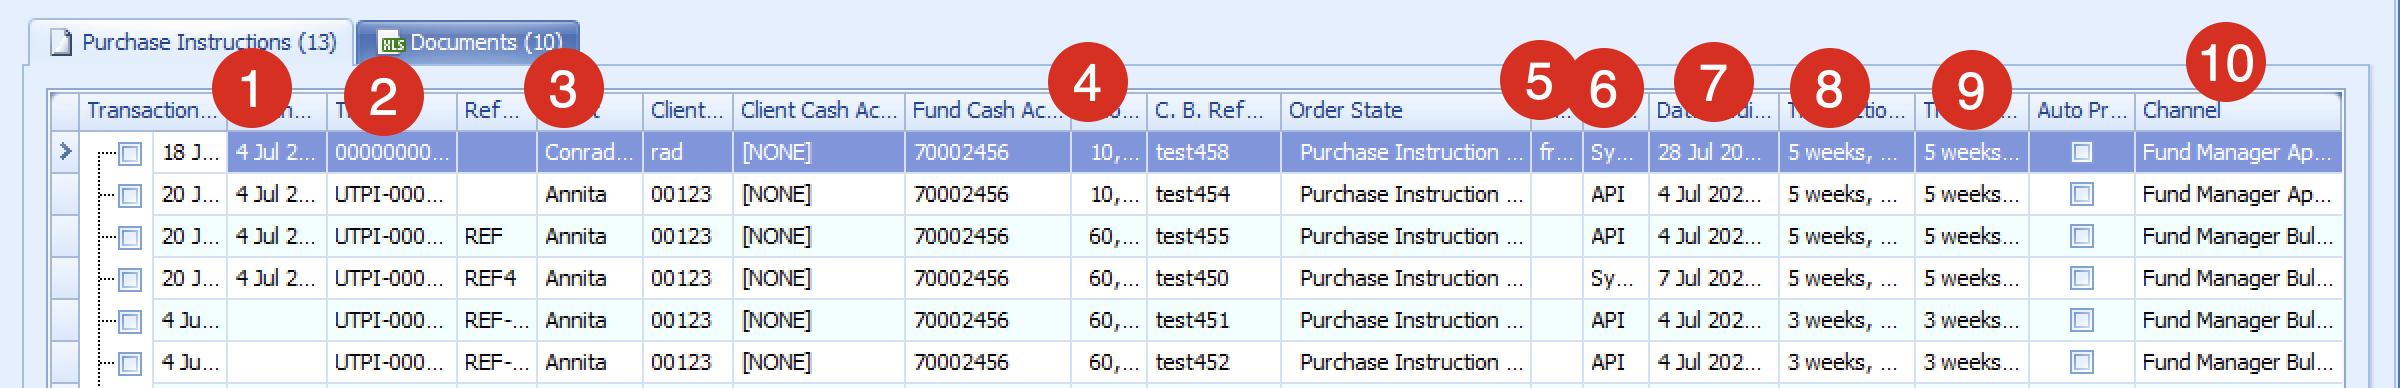 Purchase Instructions (13) XLS Documents (10)
1 2 3 4 5 6 7 8 9 10
Transaction... Ref... Client... Client Cash Ac... Fund Cash Ac... C. B. Ref... Order State Auto Pr... Channel
18 J... 4 Jul 2... 00000000... Conrad... rad [NONE] 70002456 10,... test458 Purchase Instruction fr... Sy... 28 Jul 20... 5 weeks, ... 5 weeks... Fund Manager Ap...
20 J... 4 Jul 2... UTPI-000... Annita 00123 [NONE] 70002456 10,... test454 Purchase Instruction ... API 4 Jul 202... 5 weeks, ... 5 weeks... Fund Manager Ap...
20 J... 4 Jul 2... UTPI-000... REF Annita 00123 [NONE] 70002456 60,... test455 Purchase Instruction ... API 4 Jul 202... 5 weeks, ... 5 weeks... Fund Manager Bul...
20 J... 4 Jul 2... UTPI-000... REF4 Annita 00123 [NONE] 70002456 60,... test450 Purchase Instruction ... Sy... 7 Jul 202... 5 weeks, ... 5 weeks... Fund Manager Bul...
4 Ju... UTPI-000... REF-... Annita 00123 [NONE] 70002456 60,... test451 Purchase Instruction ... API 4 Jul 202... 3 weeks, ... 3 weeks... Fund Manager Bul...
4 Ju... UTPI-000... REF-... Annita 00123 [NONE] 70002456 60,... test452 Purchase Instruction ... API 4 Jul 202... 3 weeks, ... 3 weeks... Fund Manager Bul...